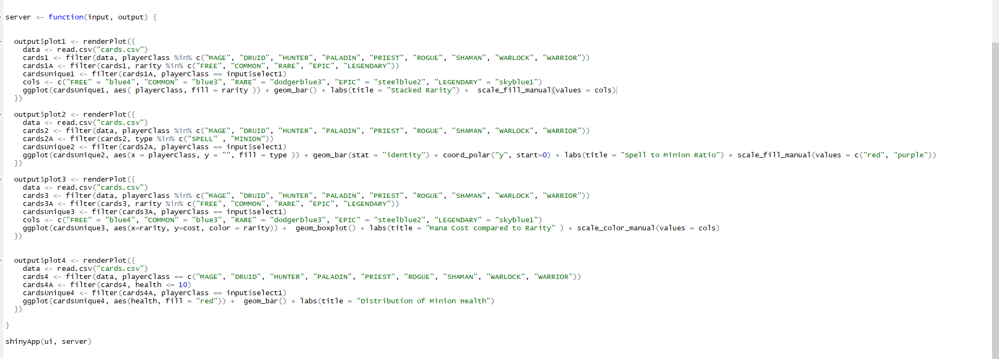 server <- function(input, output) {
output$plot1 <- renderPlot({
data <- read.csv("cards.csv")
cards1 <- filter(data, playerClass %in% c("MAGE", "DRUID", "HUNTER", "PALADIN", "PRIEST", "ROGUE", "SHAMAN", "WARLOCK", "WARRIOR"))
cards1A <- filter(cards1, rarity %in% c("FREE", "COMMON", "RARE", "EPIC", "LEGENDARY"))
cardsUnique1 <- filter(cards1A, playerClass == input$select1)
cols <- c("FREE" = "blue4", "COMMON" = "blue3", "RARE" = "dodgerblue3", "EPIC" = "steelblue2", "LEGENDARY" = "skyblue1")
ggplot(cardsUnique1, aes( playerClass, fill = rarity )) + geom_bar() + labs(title = "Stacked Rarity") +  scale_fill_manual(values = cols)
})
output$plot2 <- renderPlot({
data <- read.csv("cards.csv")
cards2 <- filter(data, playerClass %in% c("MAGE", "DRUID", "HUNTER", "PALADIN", "PRIEST", "ROGUE", "SHAMAN", "WARLOCK", "WARRIOR"))
cards2A <- filter(cards2, type %in% c("SPELL" , "MINION"))
cardsUnique2 <- filter(cards2A, playerClass == input$select1)
ggplot(cardsUnique2, aes(x = playerClass, y = "", fill = type )) + geom_bar(stat = "identity") + coord_polar("y", start=0) + labs(title = "Spell to Minion Ratio") + scale_fill_manual(values = c("red", "purple"))
})
output$plot3 <- renderPlot({
data <- read.csv("cards.csv")
cards3 <- filter(data, playerClass %in% c("MAGE", "DRUID", "HUNTER", "PALADIN", "PRIEST", "ROGUE", "SHAMAN", "WARLOCK", "WARRIOR"))
cards3A <- filter(cards3, rarity %in% c("FREE", "COMMON", "RARE", "EPIC", "LEGENDARY"))
cardsUnique3 <- filter(cards3A, playerClass == input$select1)
cols <- c("FREE" = "blue4", "COMMON" = "blue3", "RARE" = "dodgerblue3", "EPIC" = "steelblue2", "LEGENDARY" = "skyblue1")
ggplot(cardsUnique3, aes(x=rarity, y=cost, color = rarity)) +  geom_boxplot() + labs(title = "Mana Cost compared to Rarity" ) + scale_color_manual(values = cols)
})
output$plot4 <- renderPlot({
data <- read.csv("cards.csv")
cards4 <- filter(data, playerClass == c("MAGE", "DRUID", "HUNTER", "PALADIN", "PRIEST", "ROGUE", "SHAMAN", "WARLOCK", "WARRIOR"))
cards4A <- filter(cards4, health <= 10)
cardsUnique4 <- filter(cards4A, playerClass == input$select1)
ggplot(cardsUnique4, aes(health, fill = "red")) +  geom_bar() + labs(title = "Distribution of Minion Health")
})
}
shinyApp(ui, server)